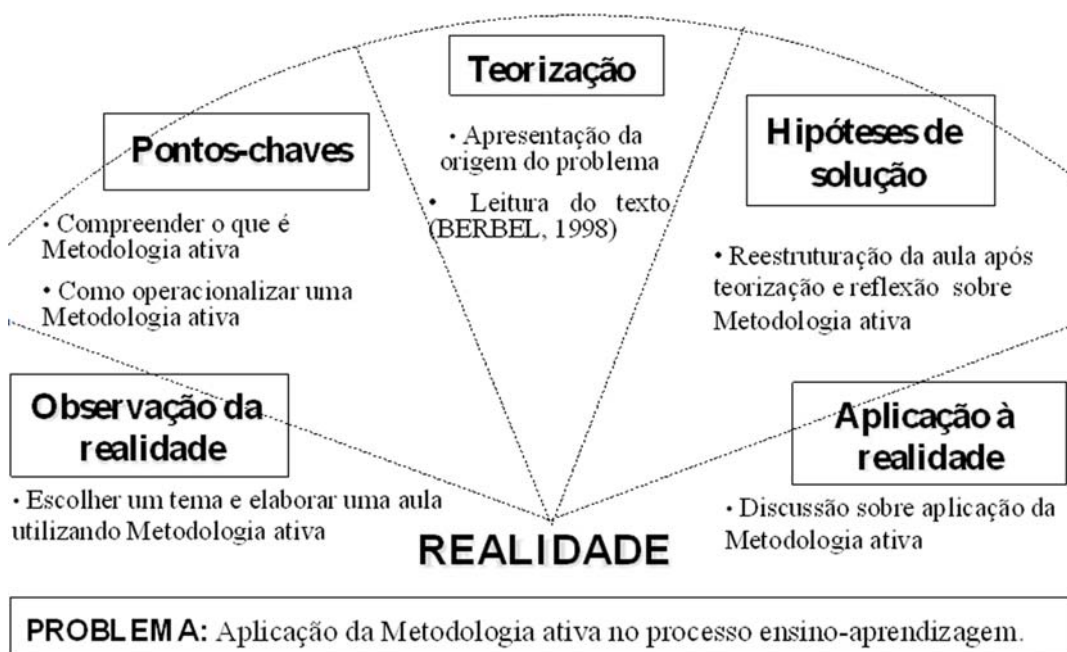 Teorização
• Apresentação da
origem do problema
• Leitura do texto
(BERBEL, 1998)
Pontos-chaves
• Compreender o que é
Metodologia ativa
• Como operacionalizar uma
Metodologia ativa
Hipóteses de
solução
• Reestruturação da aula após
teorização e reflexão sobre
Metodologia ativa
Observação da
realidade
• Escolher um tema e elaborar uma aula
utilizando Metodologia ativa
Aplicação à
realidade
• Discussão sobre aplicação da
Metodologia ativa
REALIDADE
PROBLEMA: Aplicação da Metodologia ativa no processo ensino-aprendizagem.